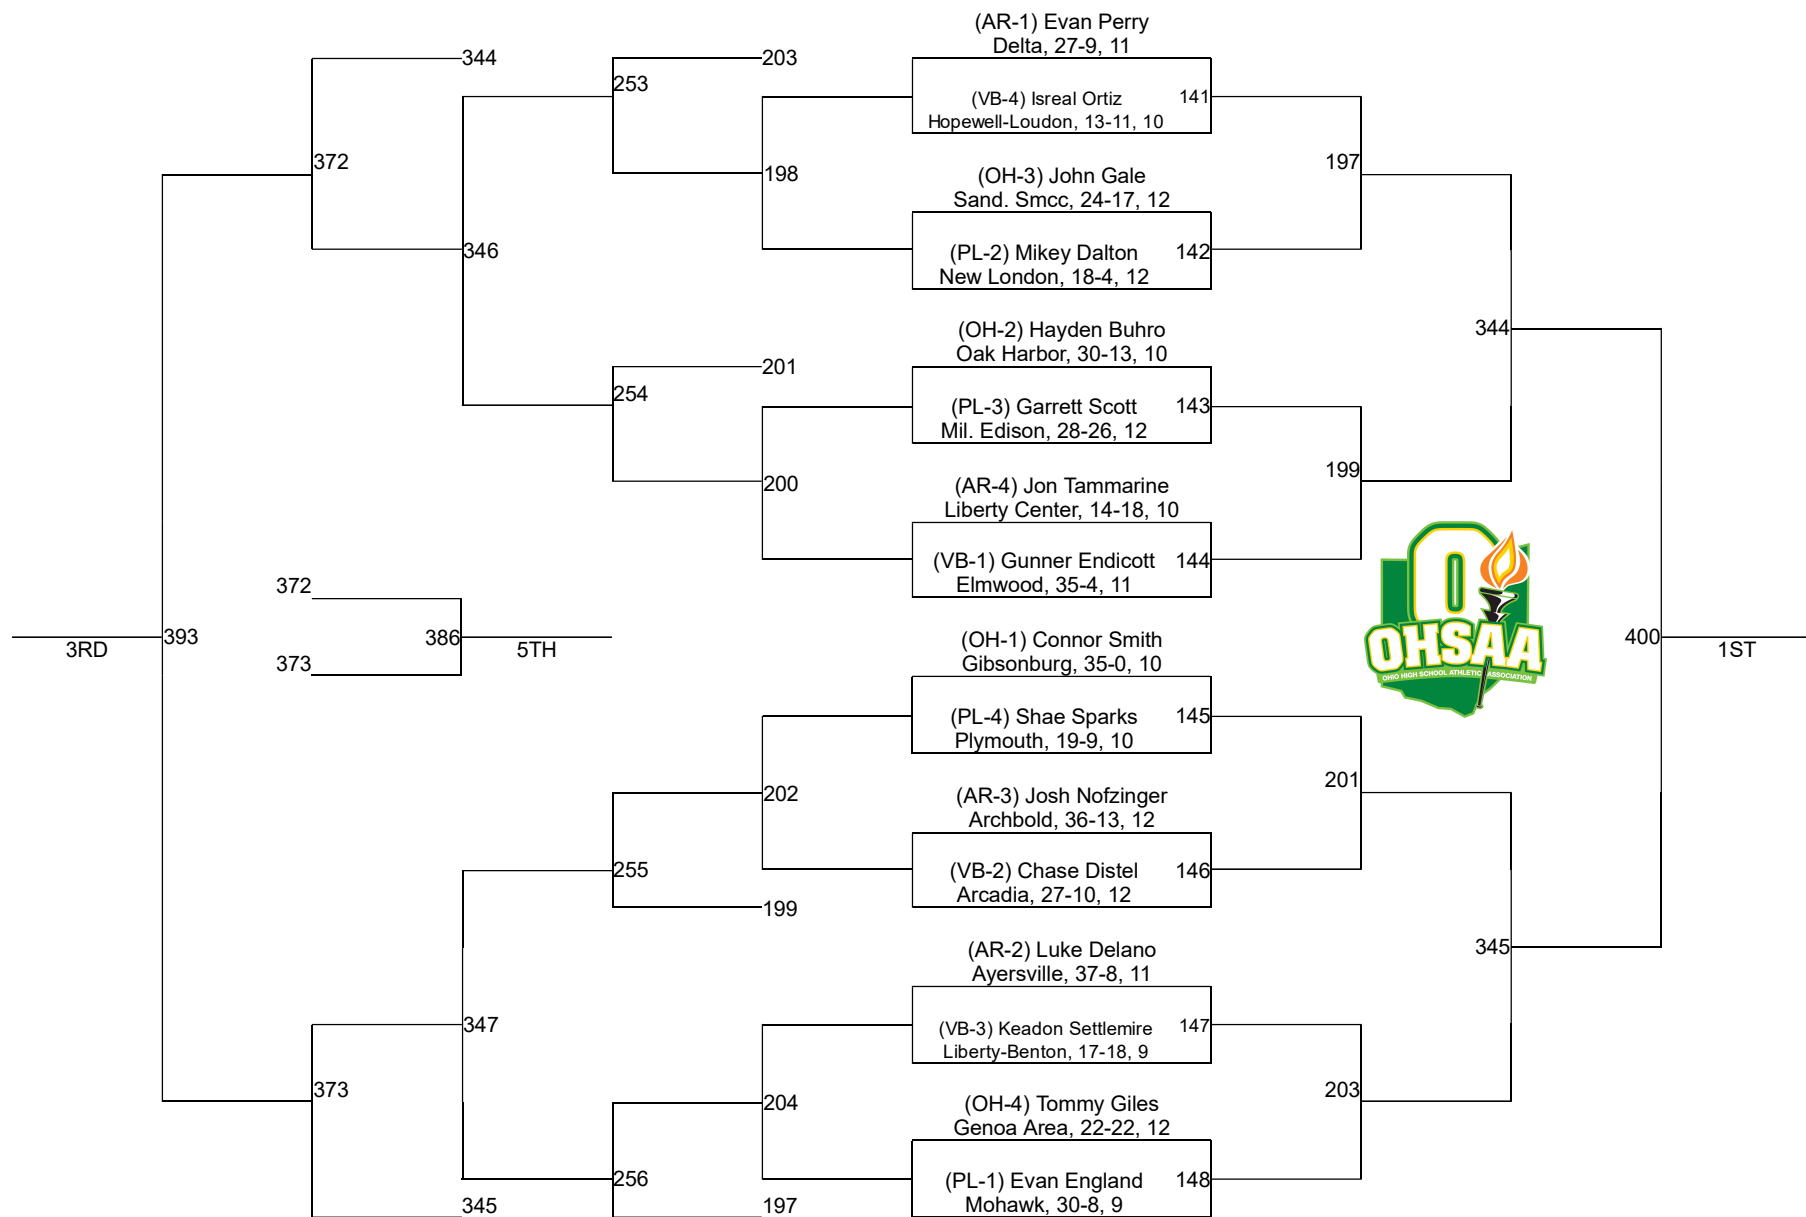 (AR-1) Evan Perry
Delta, 27-9, 11
344
203
253
(VB-4) Isreal Ortiz
141
Hopewell-Loudon, 13-11, 10
372
197
198
(OH-3) John Gale
Sand. Smcc, 24-17, 12
346
(PL-2) Mikey Dalton
142
New London, 18-4, 12
(OH-2) Hayden Buhro
344
Oak Harbor, 30-13, 10
201
254
(PL-3) Garrett Scott
143
Mil. Edison, 28-26, 12
199
200
(AR-4) Jon Tammarine
Liberty Center, 14-18, 10
(VB-1) Gunner Endicott
144
Elmwood, 35-4, 11
372
393
386
(OH-1) Connor Smith
400
3RD
5TH
1ST
373
Gibsonburg, 35-0, 10
OHSAA
OHIO HIGH SCHOOL ATHLETIC ASSOCIATION
(PL-4) Shae Sparks
145
Plymouth, 19-9, 10
201
202
(AR-3) Josh Nofzinger
Archbold, 36-13, 12
255
(VB-2) Chase Distel
146
Arcadia, 27-10, 12
199
(AR-2) Luke Delano
345
Ayersville, 37-8, 11
347
(VB-3) Keadon Settlemire
147
Liberty-Benton, 17-18, 9
373
203
204
(OH-4) Tommy Giles
Genoa Area, 22-22, 12
256
(PL-1) Evan England
148
Mohawk, 30-8, 9
345
197